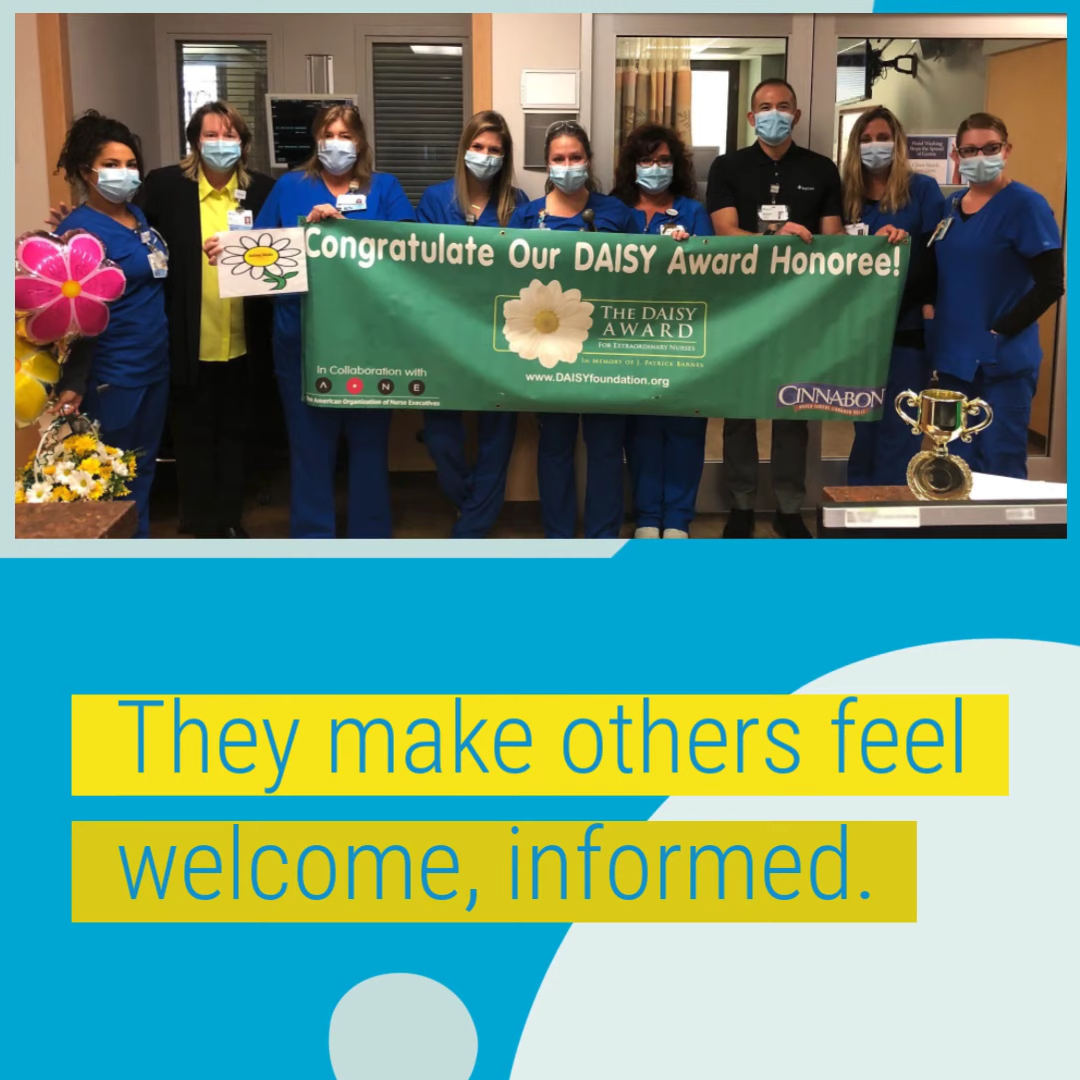 Congratulate Our DAISY Award Honoree!
THE DAISY
AWARD
FOR EXTRAORDINARY NURSES
IN MEMORY OF J. PATRICK BARNES
www.DAISYfoundation.org
In Collaboration with
A O N E
The American Organization of Nurse Executives
CINNABON
They make others feel
welcome, informed.